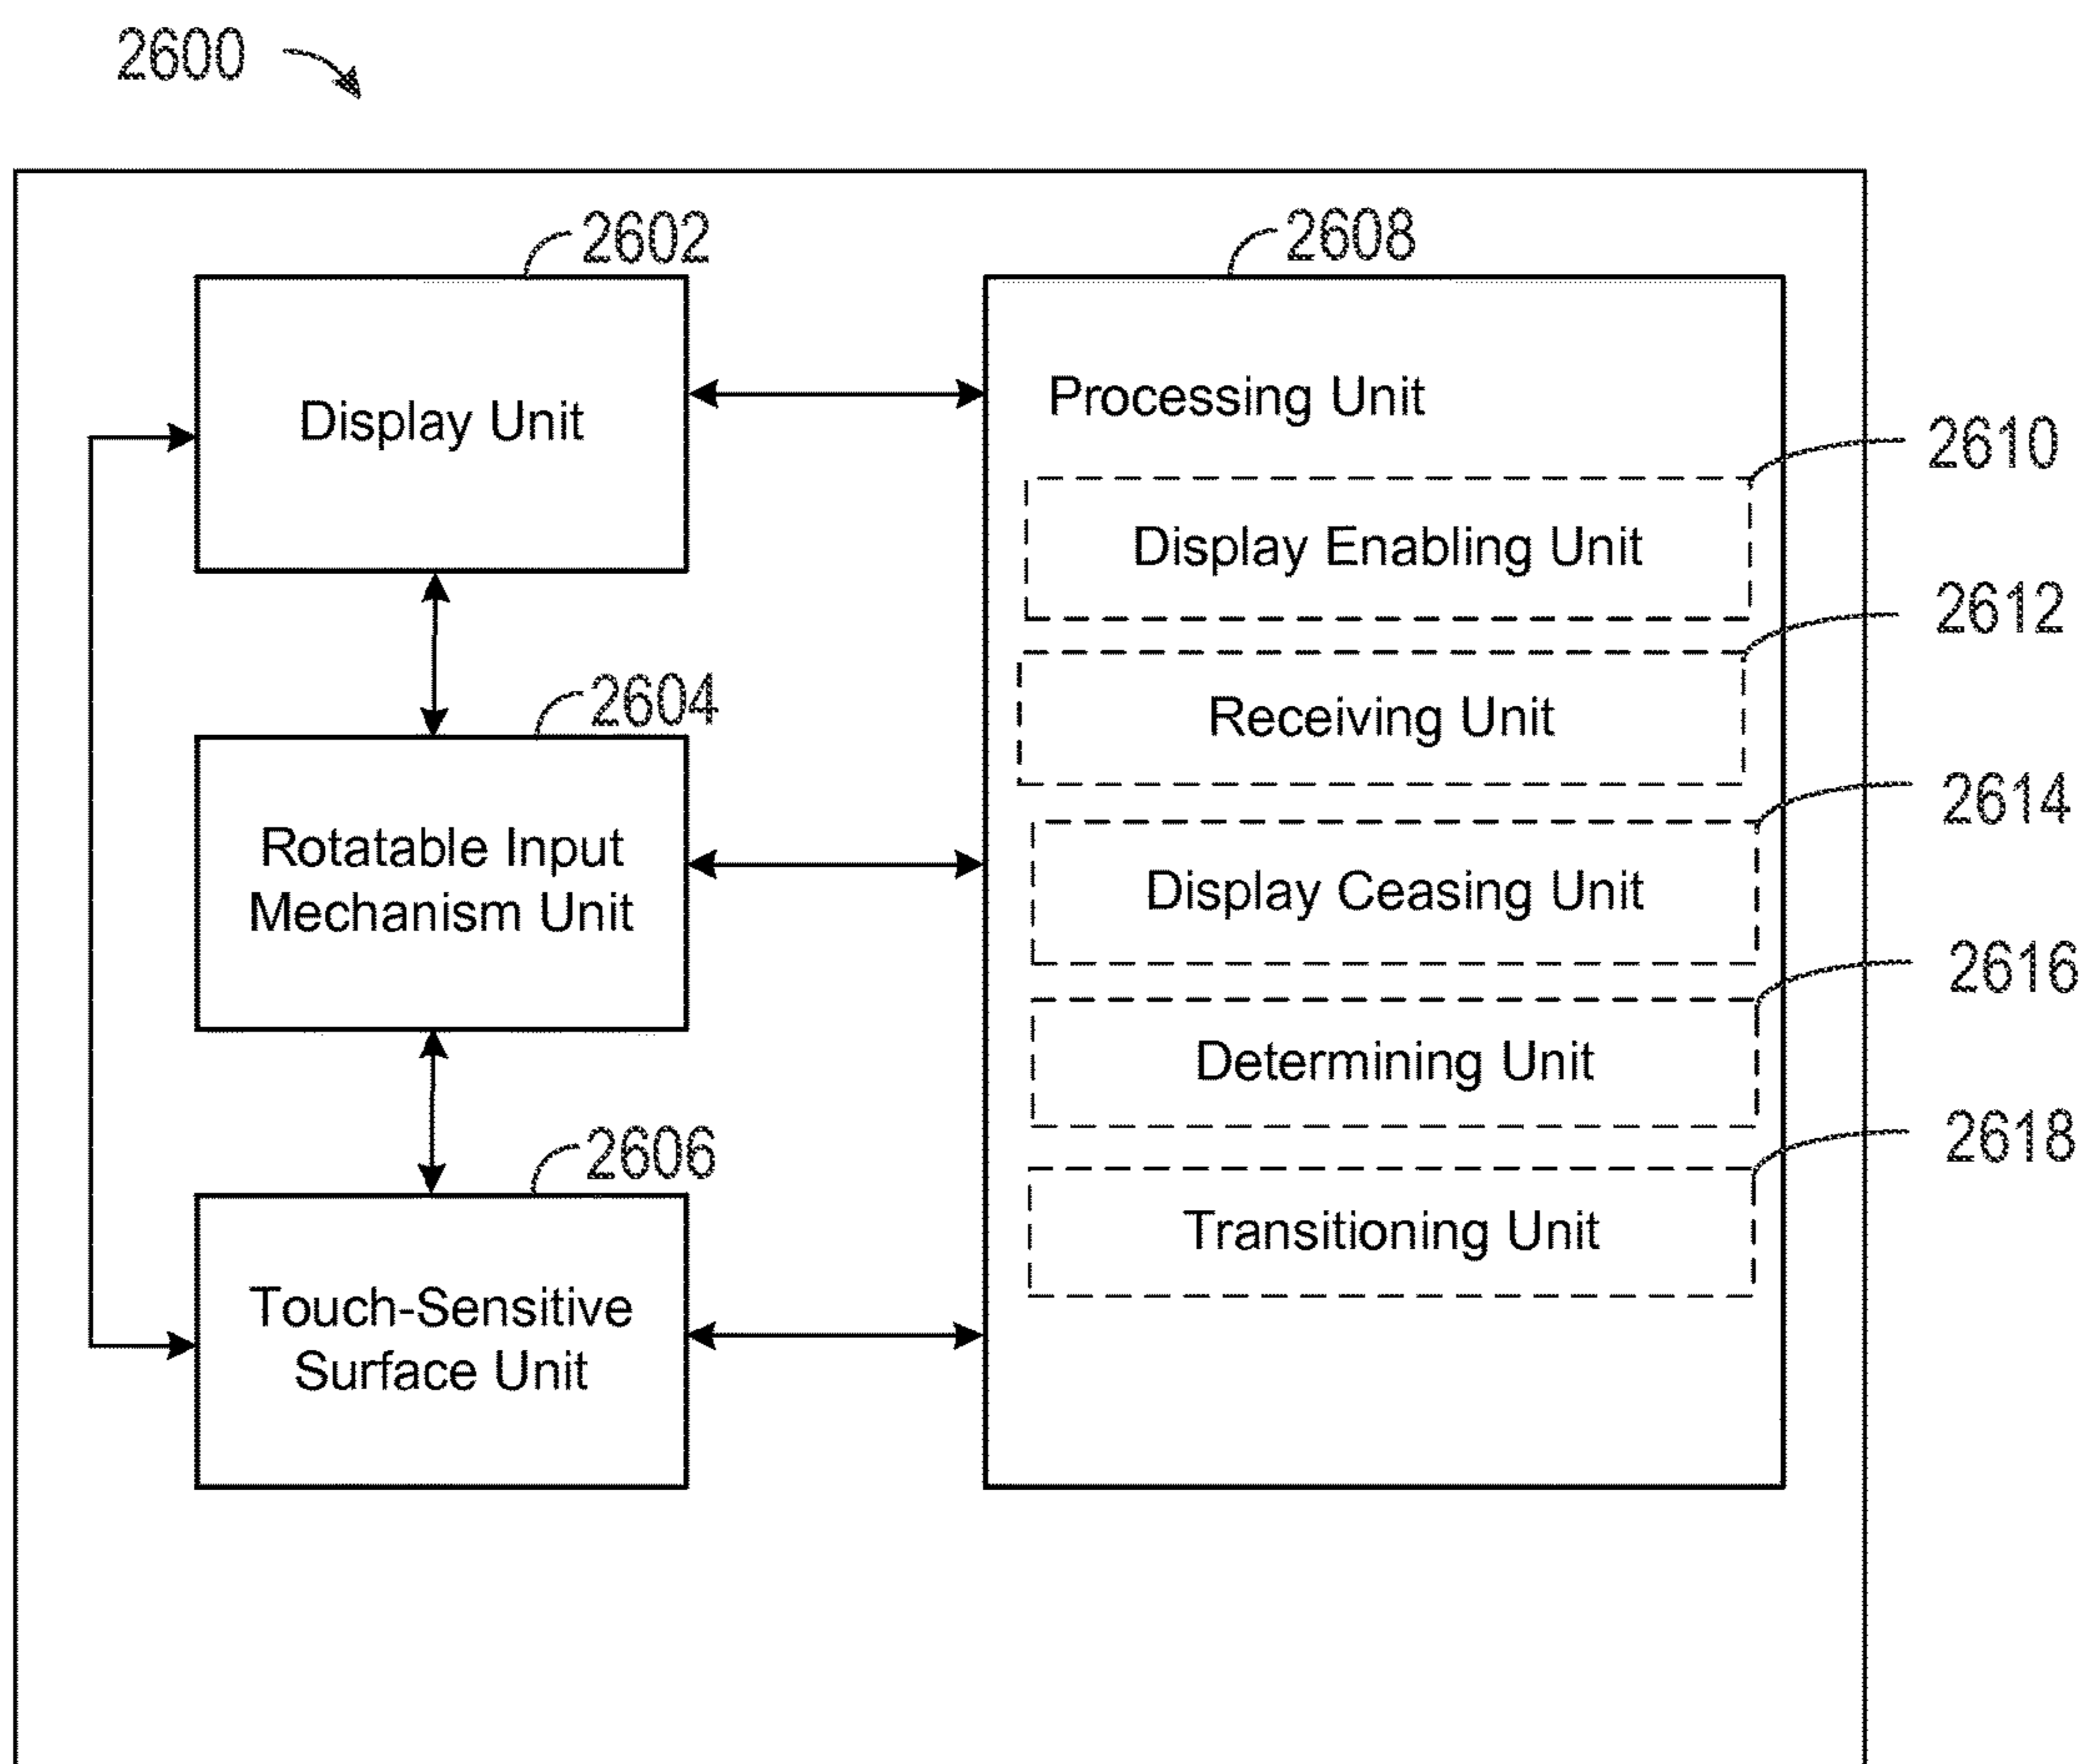 2600
2602
2608
Display Unit
Processing Unit
2610
Display Enabling Unit
2612
2604
Receiving Unit
2614
Rotatable Input
Mechanism Unit
Display Ceasing Unit
2616
Determining Unit
2606
2618
Transitioning Unit
Touch-Sensitive
Surface Unit